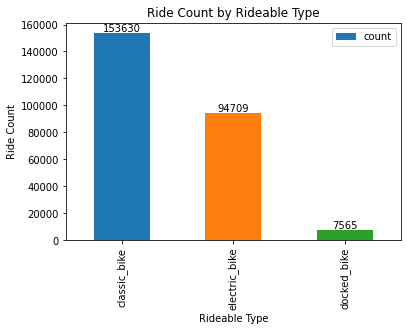 Ride Count by Rideable Type
count
153630
94709
7565
160000
140000
120000
100000
80000
60000
40000
20000
0
Ride Count
classic_bike
electric_bike
docked_bike
Rideable Type